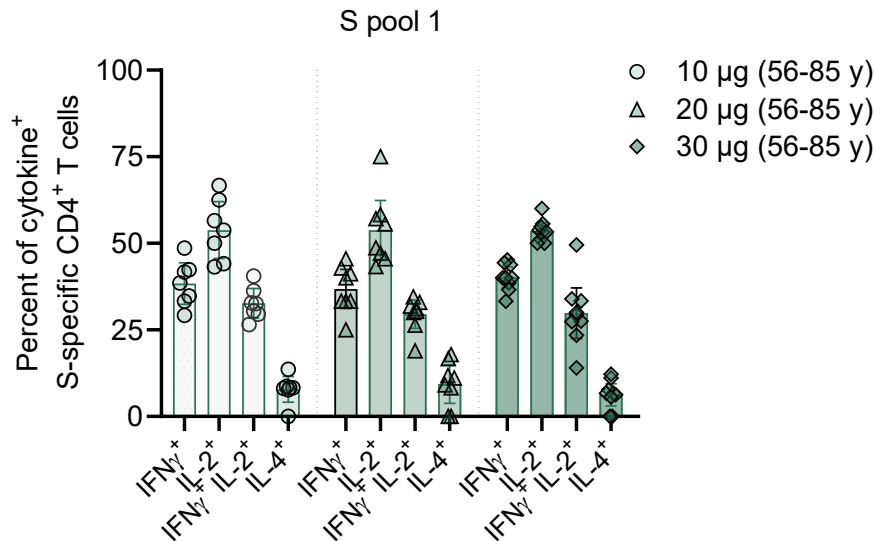 S pool 1
Percent of cytokine⁺
S-specific CD4⁺ T cells
100
75
50
25
0
IFNγ⁺
IL-2⁺
IFNγ⁺IL-2⁺
IL-4⁺
IFNγ⁺
IL-2⁺
IFNγ⁺IL-2⁺
IL-4⁺
IFNγ⁺
IL-2⁺
IFNγ⁺IL-2⁺
IL-4⁺
10 µg (56-85 y)
20 µg (56-85 y)
30 µg (56-85 y)